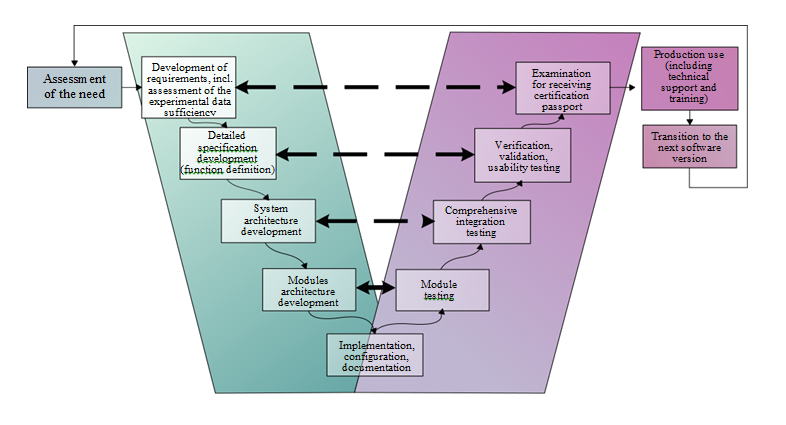 Assessment
of the need
Development of
requirements, incl.
assessment of the
experimental data
sufficiency
Detailed
specification
development
(function definition)
System
architecture
development
Modules
architecture
development
Implementation,
configuration,
documentation
Module
testing
Comprehensive
integration
testing
Verification,
validation,
usability testing
Examination
for receiving
certification
passport
Production use
(including
technical
support and
training)
Transition to the
next software
version